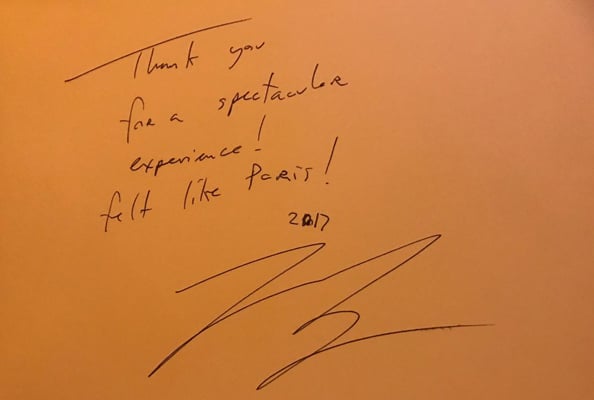 Thank you
for a spectacular
experience!
felt like Paris!
2017